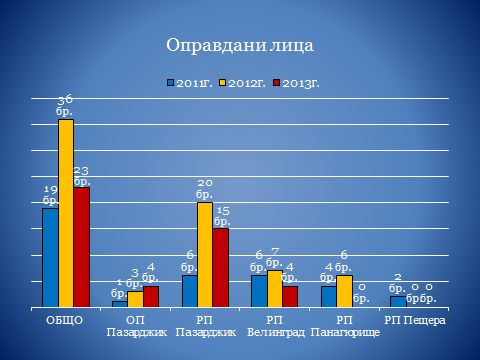 Оправдани лица
2011г. 2012г. 2013г.
36
бр.
19
бр.
23
бр.
1
бр.
3
бр.
4
бр.
6
бр.
20
бр.
15
бр.
6
бр.
7
бр.
4
бр.
4
бр.
6
бр.
0
бр.
2
бр.
0
бр.
0
бр.
ОБЩО
ОП
Пазарджик
РП
Пазарджик
РП
Велинград
РП
Панагюрище
РП Пещера